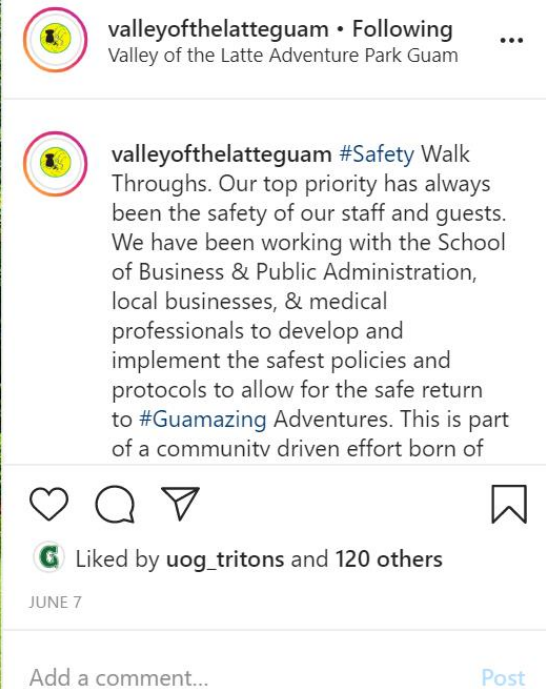 valleyofthelatteguam • Following
Valley of the Latte Adventure Park Guam
valleyofthelatteguam #Safety Walk
Throughs. Our top priority has always
been the safety of our staff and guests.
We have been working with the School
of Business & Public Administration,
local businesses, & medical
professionals to develop and
implement the safest policies and
protocols to allow for the safe return
to #Guamazing Adventures. This is part
of a community driven effort born of
G Liked by uog_tritons and 120 others
JUNE 7
Add a comment... Post